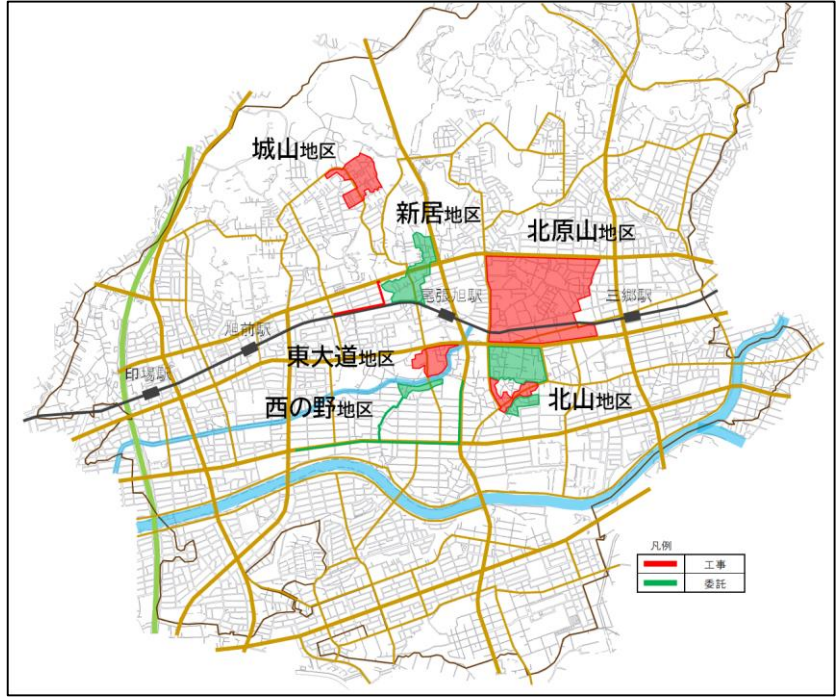 城山地区
新居地区
北原山地区
尾張旭駅
三郷駅
旭前駅
東大道地区
印場駅
西の野地区
北山地区
凡例
工事
委託